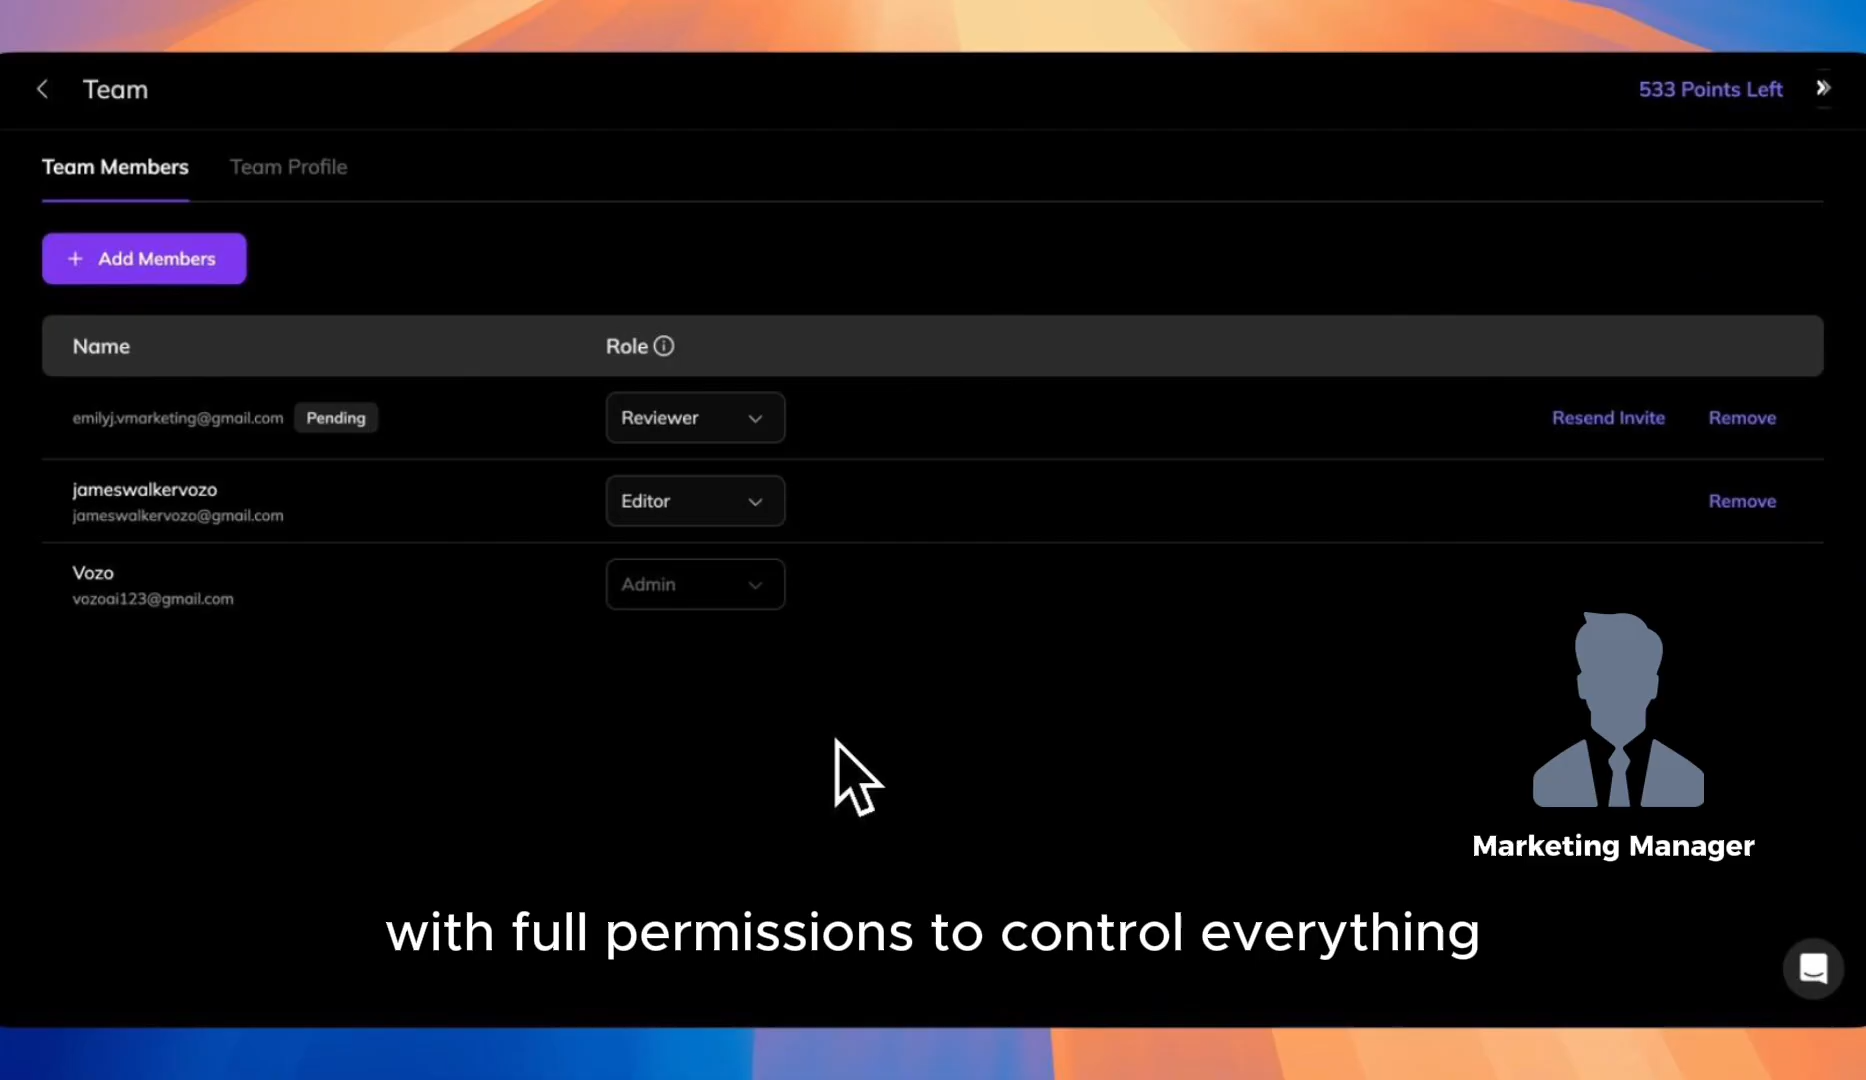 Team
533 Points Left
Team Members
Team Profile
+ Add Members
Name
Role
emilyj.vmarketing@gmail.com
Pending
Reviewer
Resend Invite
Remove
jameswalkervozo
jameswalkervozo@gmail.com
Editor
Remove
Vozo
vozoai123@gmail.com
Admin
Marketing Manager
with full permissions to control everything